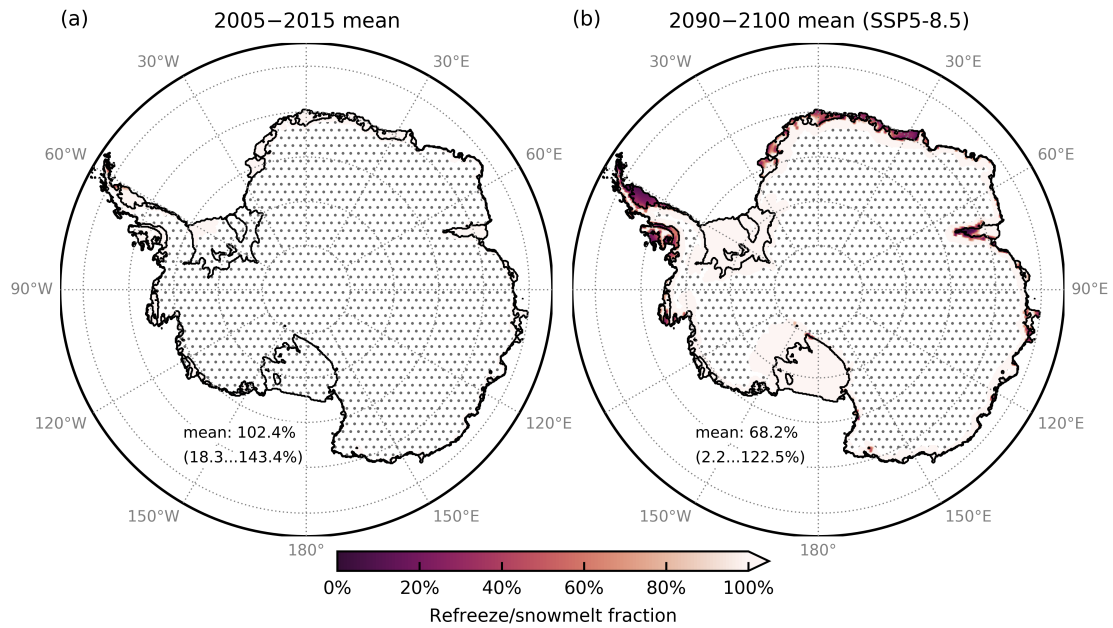 (a) 2005−2015 mean
30°W 30°E
60°W 60°E
90°W
120°W 120°E
150°W 150°E
180°
mean: 102.4%
(18.3...143.4%)
(b) 2090−2100 mean (SSP5-8.5)
30°W 30°E
60°E
90°E
120°E
150°W 150°E
180°
mean: 68.2%
(2.2...122.5%)
0% 20% 40% 60% 80% 100%
Refreeze/snowmelt fraction